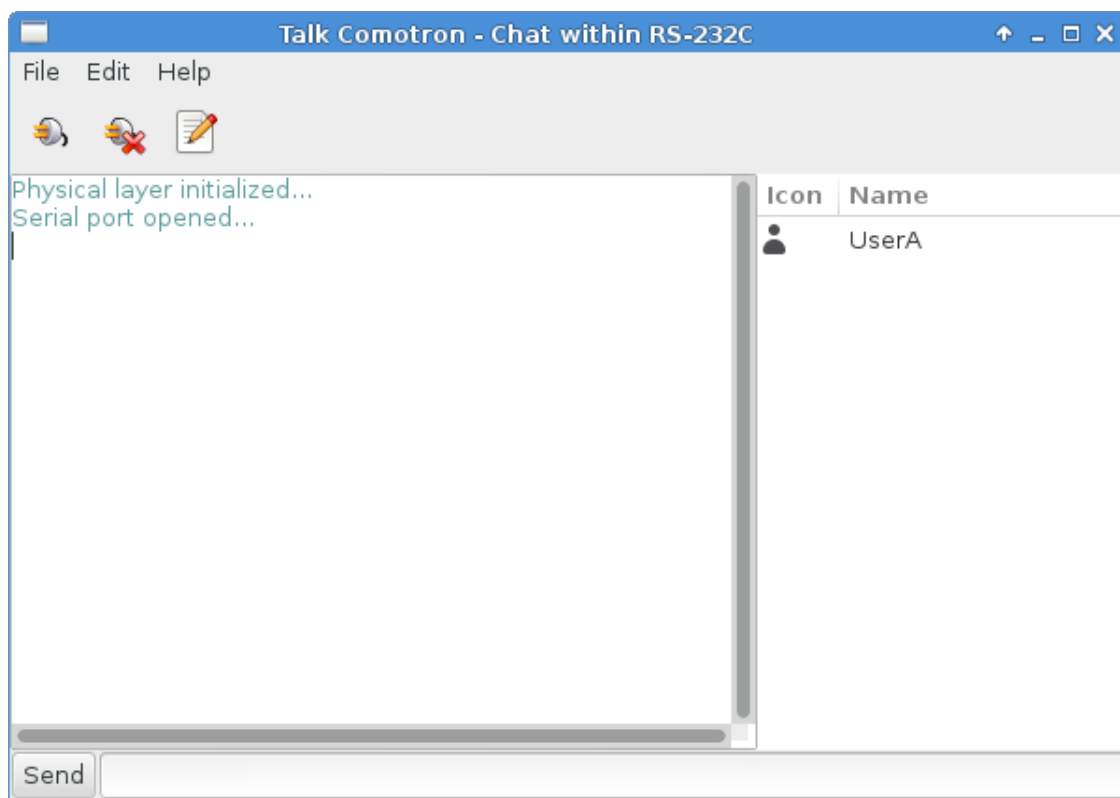 Talk Comotron - Chat within RS-232C
File Edit Help
Physical layer initialized...
Serial port opened...
Icon Name
UserA
Send